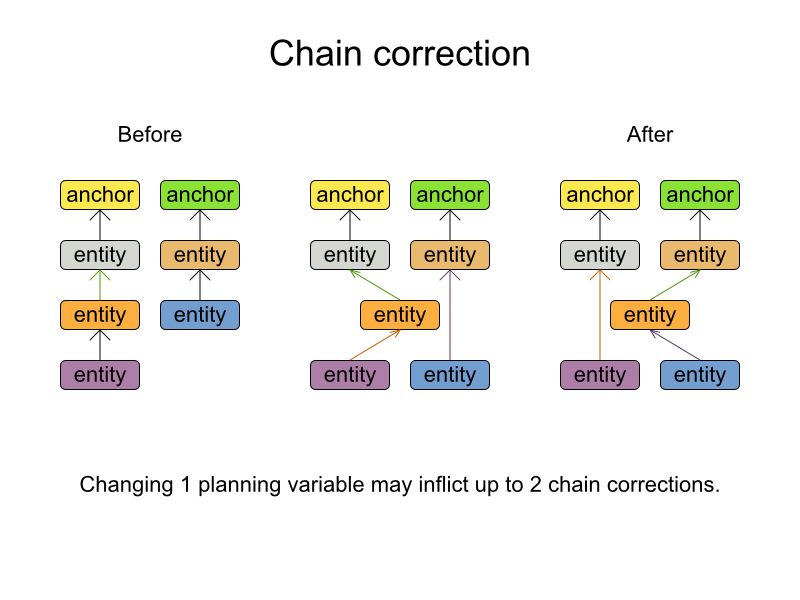 Chain correction
Before After
anchor anchor anchor anchor anchor anchor
entity entity entity entity entity entity
entity entity entity entity
entity entity entity entity entity
Changing 1 planning variable may inflict up to 2 chain corrections.